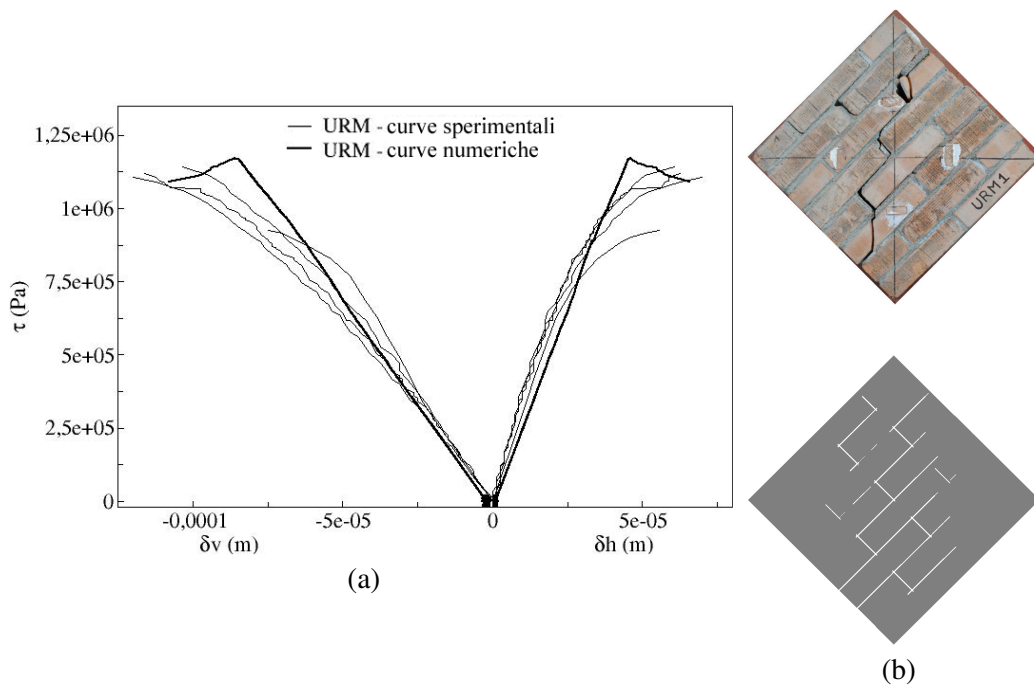 URM - curve sperimentali
URM - curve numeriche
1,25e+06
1e+06
7,5e+05
5e+05
2,5e+05
0
τ (Pa)
-0,0001
-5e-05
0
5e-05
δv (m)
δh (m)
(a)
URM1
(b)